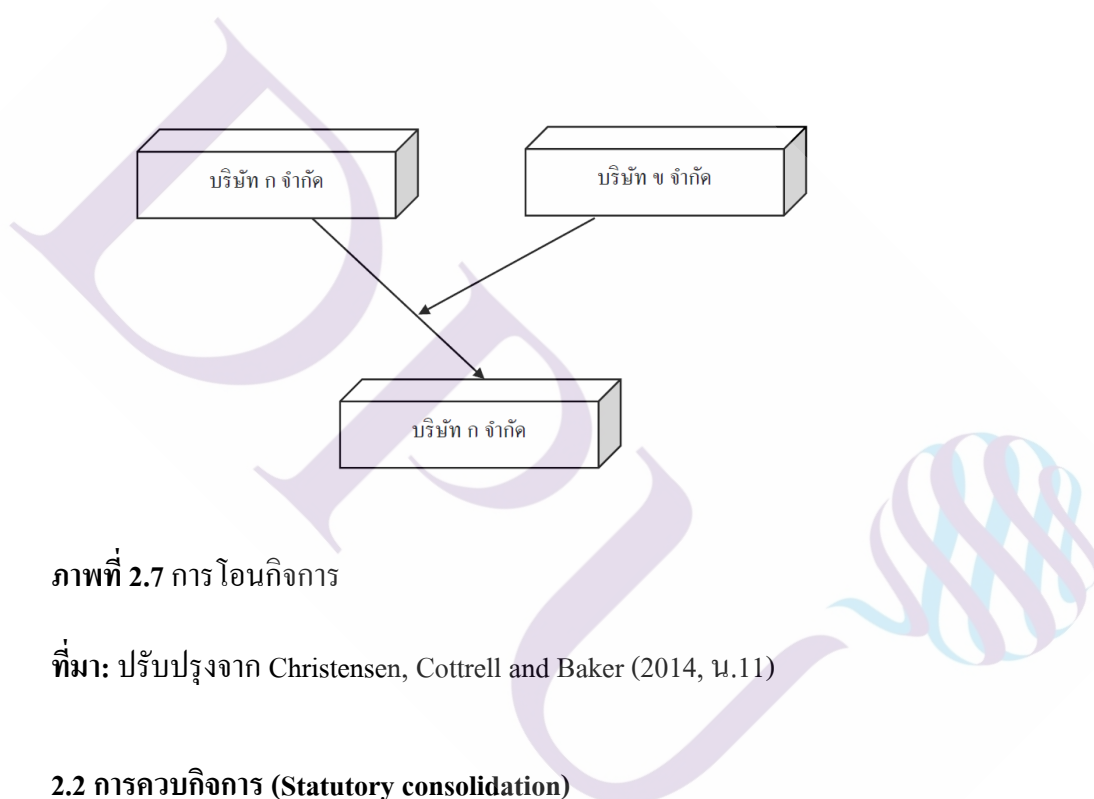 บริษัท ก จำกัด
บริษัท ข จำกัด
บริษัท ก จำกัด
ภาพที่ 2.7 การโอนกิจการ
ที่มา: ปรับปรุงจาก Christensen, Cottrell and Baker (2014, น.11)
2.2 การควบกิจการ (Statutory consolidation)
DPU